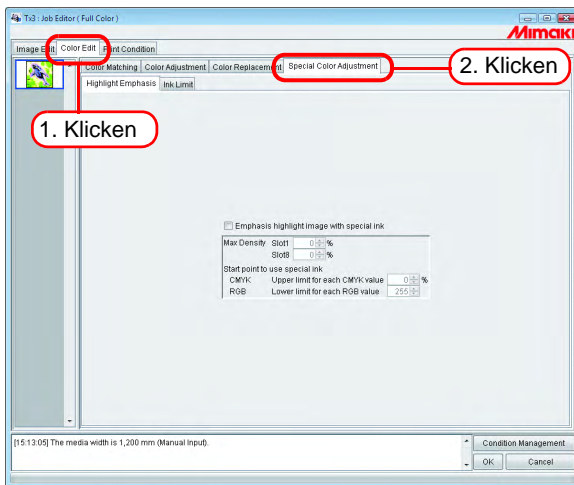 Tx3 : Job Editor ( Full Color )
Mimaki
Image Edit Color Edit Print Condition
Color Matching Color Adjustment Color Replacement Special Color Adjustment
2. Klicken
Highlight Emphasis Ink Limit
1. Klicken
Emphasis highlight image with special ink
Max Density Slot1 0 %
Slot8 0 %
Start point to use special ink
CMYK Upper limit for each CMYK value 0 %
RGB Lower limit for each RGB value 255
[15:13:05] The media width is 1,200 mm (Manual Input).
Condition Management
OK Cancel